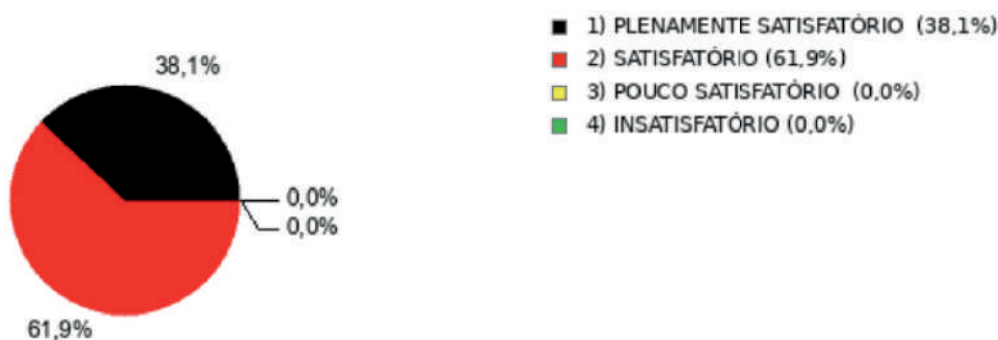 38,1%
0,0%
0,0%
61,9%
1) PLENAMENTE SATISFATÓRIO (38,1%)
2) SATISFATÓRIO (61,9%)
3) POUCO SATISFATÓRIO (0,0%)
4) INSATISFATÓRIO (0,0%)